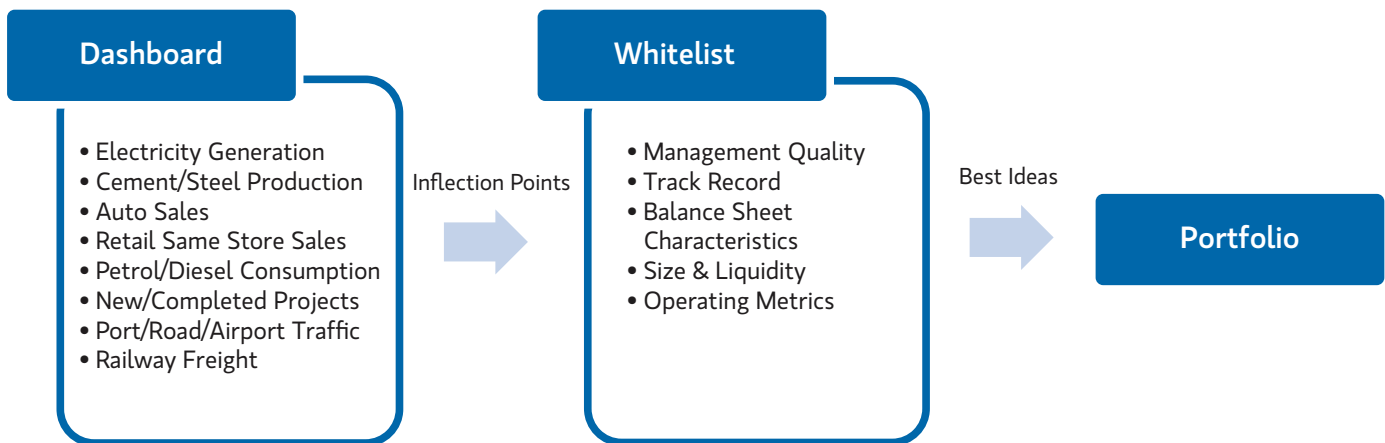 Dashboard
• Electricity Generation
• Cement/Steel Production
• Auto Sales
• Retail Same Store Sales
• Petrol/Diesel Consumption
• New/Completed Projects
• Port/Road/Airport Traffic
• Railway Freight
Inflection Points
Whitelist
• Management Quality
• Track Record
• Balance Sheet
Characteristics
• Size & Liquidity
• Operating Metrics
Best Ideas
Portfolio